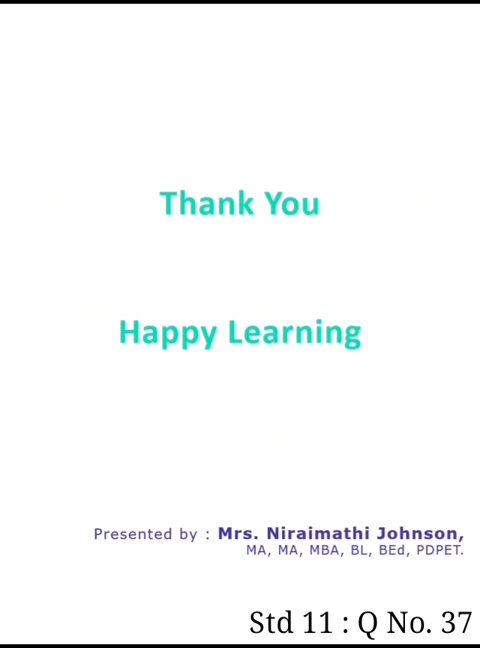 Thank You
Happy Learning
Presented by : Mrs. Niraimathi Johnson,
MA, MA, MBA, BL, BEd, PDPET.
Std 11 : Q No. 37